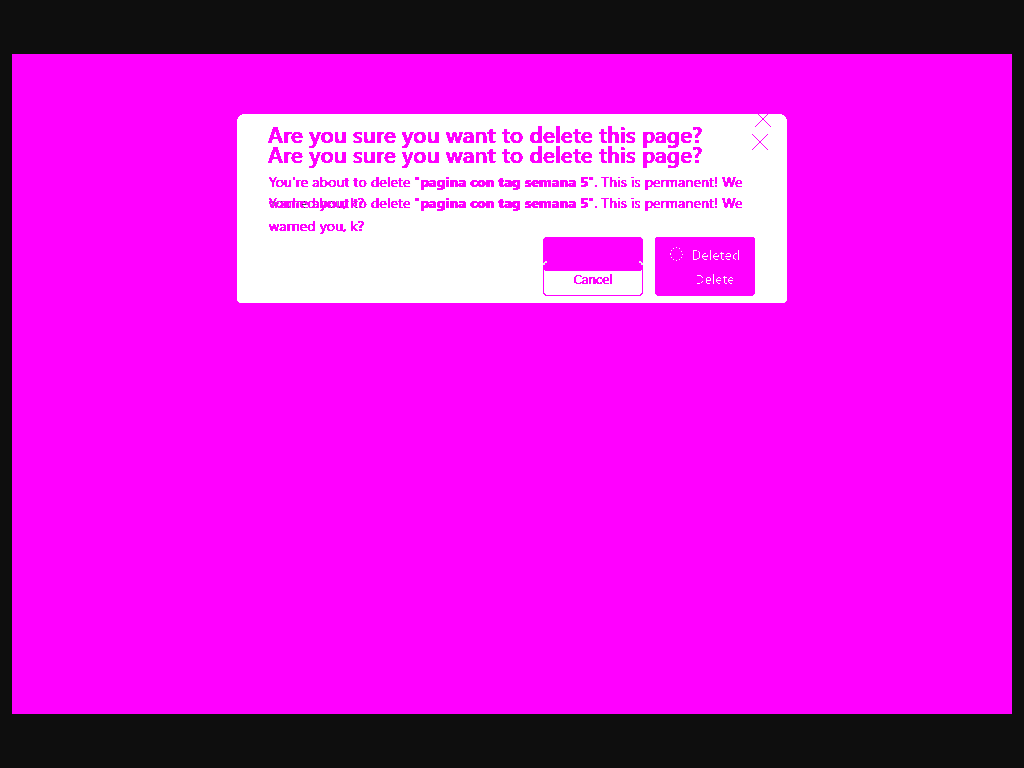 Are you sure you want to delete this page?
Are you sure you want to delete this page?
You're about to delete "pagina con tag semana 5". This is permanent! We
You're about to delete "pagina con tag semana 5". This is permanent! We
warned you, k?
Deleted
Cancel
Delete